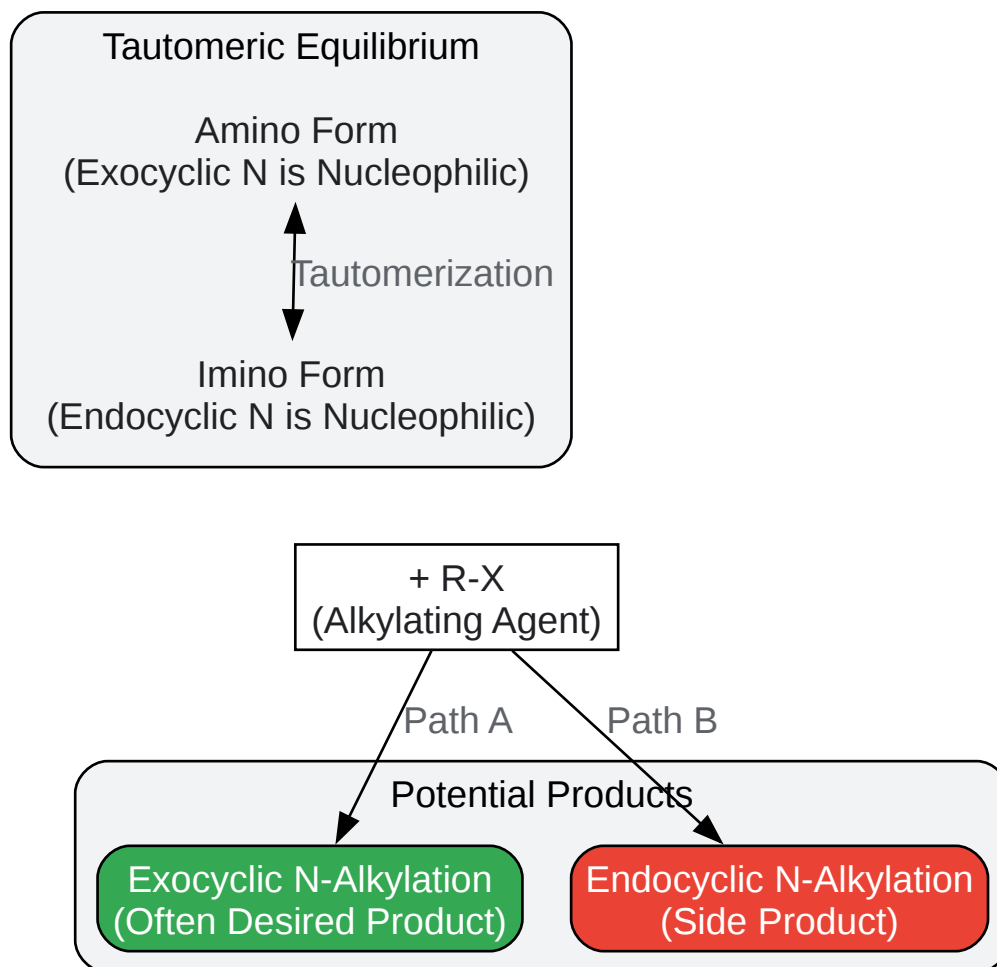 Tautomeric Equilibrium
Amino Form
(Exocyclic N is Nucleophilic)
Tautomerization
Imino Form
(Endocyclic N is Nucleophilic)
+ R-X
(Alkylating Agent)
Path A
Path B
Potential Products
Exocyclic N-Alkylation
(Often Desired Product)
Endocyclic N-Alkylation
(Side Product)